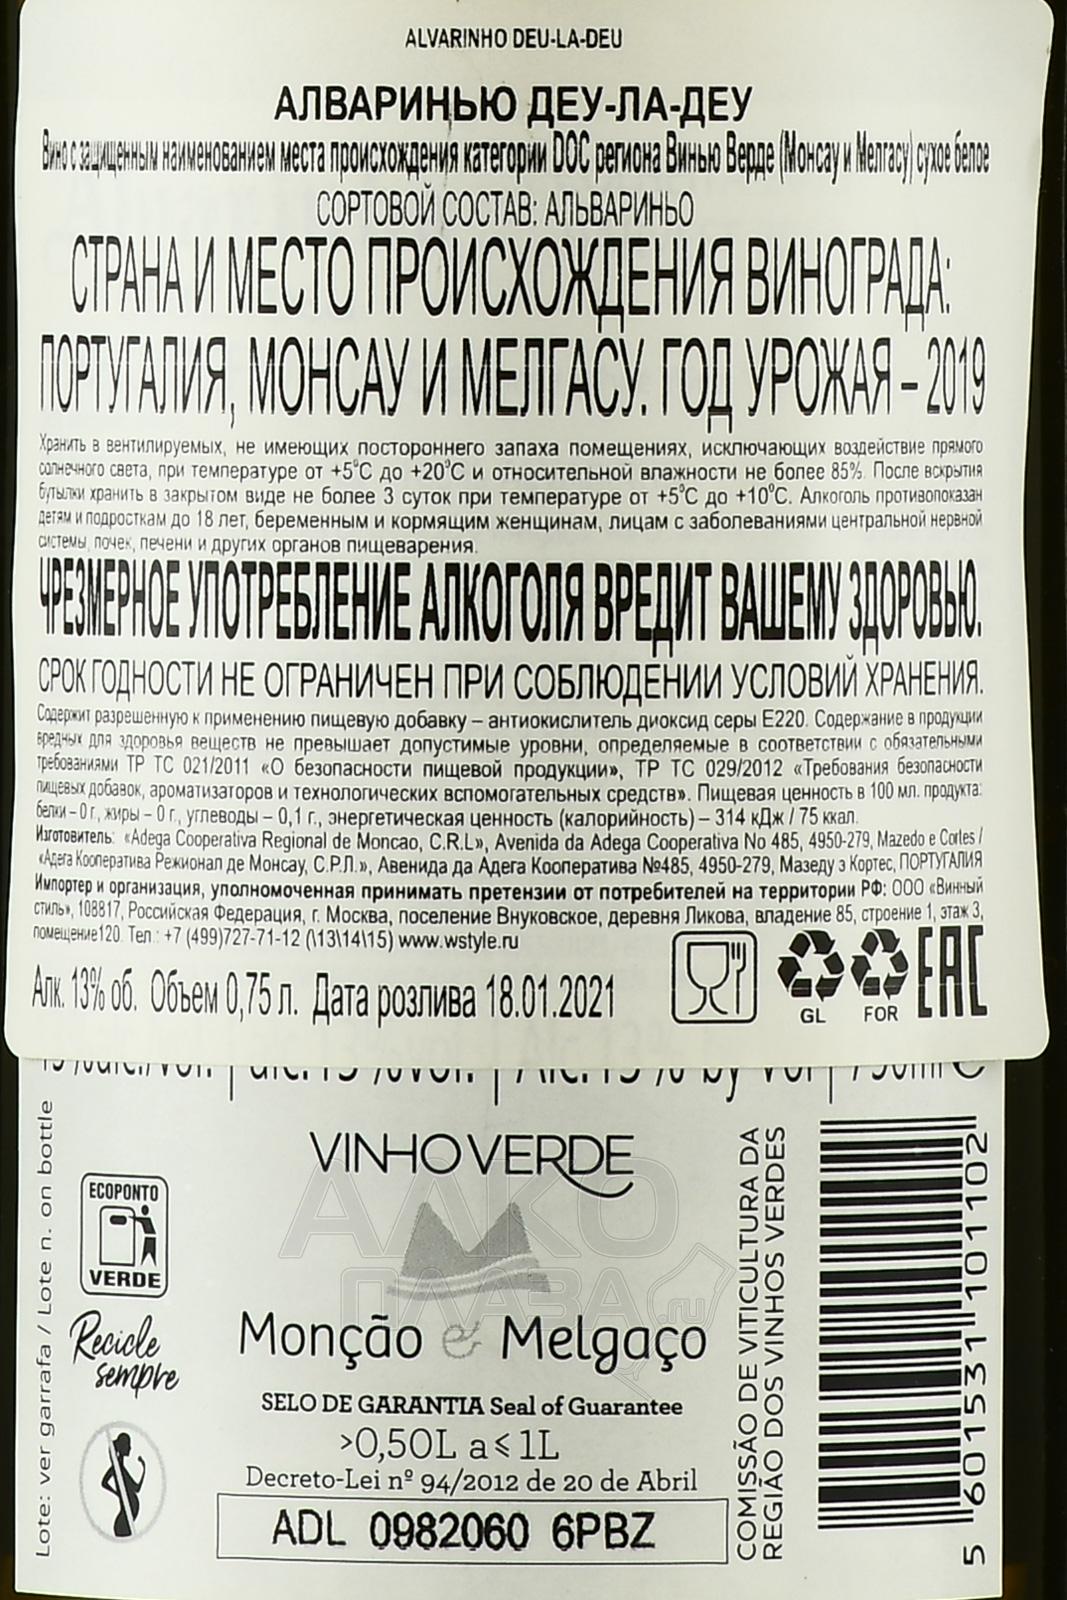 ALVARINHO DEU-LA-DEU
АЛВАРИНЬЮ ДЕУ-ЛА-ДЕУ
Вино с защищенным наименованием места происхождения категории DOC региона Винью Верде (Монсау и Мелгасу) сухое белое
СОРТОВОЙ СОСТАВ: АЛЬВАРИНЬО
СТРАНА И МЕСТО ПРОИСХОЖДЕНИЯ ВИНОГРАДА:
ПОРТУГАЛИЯ, МОНСАУ И МЕЛГАСУ. ГОД УРОЖАЯ – 2019
Хранить в вентилируемых, не имеющих постороннего запаха помещениях, исключающих воздействие прямого
солнечного света, при температуре от +5°С до +20°С и относительной влажности не более 85%. После вскрытия
бутылки хранить в закрытом виде не более 3 суток при температуре от +5°С до +10°С. Алкоголь противопоказан
детям и подросткам до 18 лет, беременным и кормящим женщинам, лицам с заболеваниями центральной нервной
системы, почек, печени и других органов пищеварения.
ЧРЕЗМЕРНОЕ УПОТРЕБЛЕНИЕ АЛКОГОЛЯ ВРЕДИТ ВАШЕМУ ЗДОРОВЬЮ.
СРОК ГОДНОСТИ НЕ ОГРАНИЧЕН ПРИ СОБЛЮДЕНИИ УСЛОВИЙ ХРАНЕНИЯ.
Содержит разрешенную к применению пищевую добавку – антиокислитель диоксид серы Е220. Содержание в продукции
вредных для здоровья веществ не превышает допустимые уровни, определяемые в соответствии с обязательными
требованиями ТР ТС 021/2011 «О безопасности пищевой продукции», ТР ТС 029/2012 «Требования безопасности
пищевых добавок, ароматизаторов и технологических вспомогательных средств». Пищевая ценность в 100 мл. продукта:
белки – 0 г., жиры – 0 г., углеводы – 0,1 г., энергетическая ценность (калорийность) – 314 кДж / 75 ккал.
Изготовитель: «Adega Cooperativa Regional de Moncao, C.R.L», Avenida da Adega Cooperativa No 485, 4950-279, Mazedo e Cortes /
«Адега Кооператива Режионал де Монсау, С.Р.Л.», Авенида да Адега Кооператива №485, 4950-279, Мазеду э Кортес, ПОРТУГАЛИЯ
Импортер и организация, уполномоченная принимать претензии от потребителей на территории РФ: ООО «Винный
стиль», 108817, Российская Федерация, г. Москва, поселение Внуковское, деревня Ликова, владение 85, строение 1, этаж 3,
помещение120. Тел.: +7 (499)727-71-12 (\13\14\15) www.wstyle.ru
Алк. 13% об. Объем 0,75 л. Дата розлива 18.01.2021
GL
FOR
EAC
VINHO VERDE
Monção e Melgaço
SELO DE GARANTIA Seal of Guarantee
>0,50L a ≤ 1L
Decreto-Lei nº 94/2012 de 20 de Abril
ADL 0982060 6PBZ
ECOPONTO
VERDE
Recicle
sempre
Lote: ver garrafa / Lote n. on bottle
COMISSÃO DE VITICULTURA DA
REGIÃO DOS VINHOS VERDES
5 601531 101102
АЛКО
ПЛАЗА
.ru